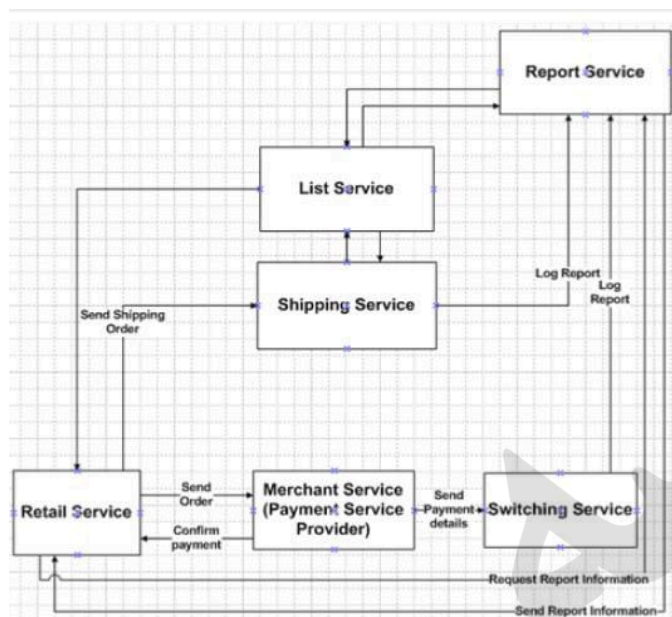 Report Service
List Service
Log Report
Log
Report
Shipping Service
Send Shipping
Order
Retail Service
Send
Order
Confirm
payment
Merchant Service
(Payment Service
Provider)
Send
Payment
details
Switching Service
Request Report Information
Send Report Information